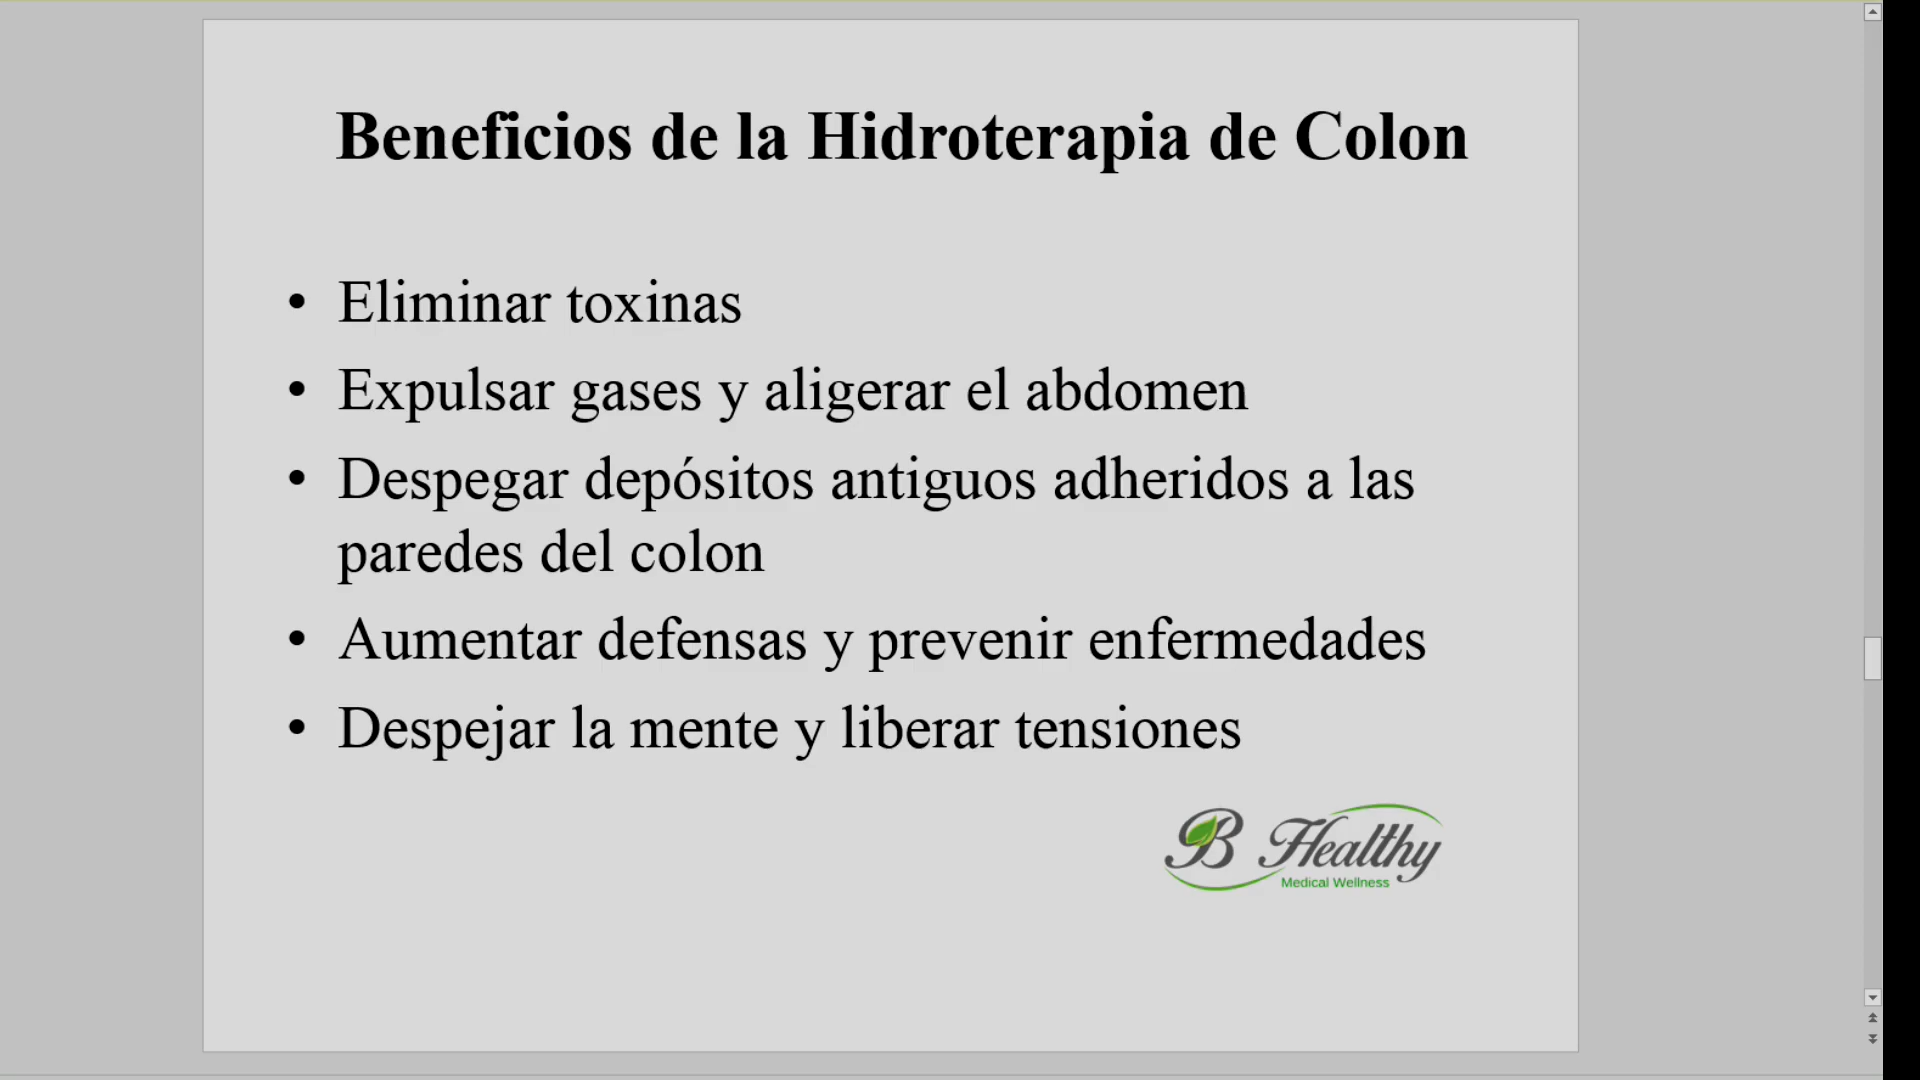 Beneficios de la Hidroterapia de Colon
• Eliminar toxinas
• Expulsar gases y aligerar el abdomen
• Despegar depósitos antiguos adheridos a las
paredes del colon
• Aumentar defensas y prevenir enfermedades
• Despejar la mente y liberar tensiones
B Healthy
Medical Wellness